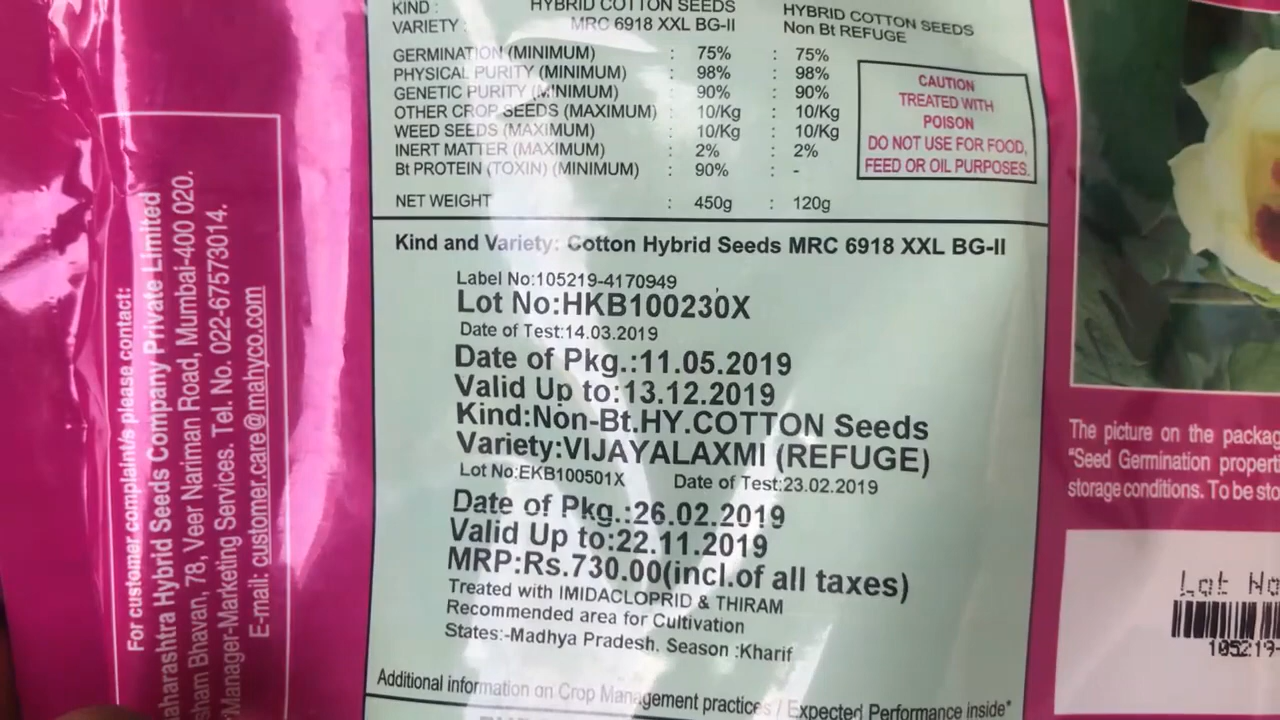 KIND : HYBRID COTTON SEEDS HYBRID COTTON SEEDS
VARIETY : MRC 6918 XXL BG-II Non Bt REFUGE
GERMINATION (MINIMUM) : 75% : 75%
PHYSICAL PURITY (MINIMUM) : 98% : 98%
GENETIC PURITY (MINIMUM) : 90% : 90%
OTHER CROP SEEDS (MAXIMUM) : 10/Kg : 10/Kg
WEED SEEDS (MAXIMUM) : 10/Kg : 10/Kg
INERT MATTER (MAXIMUM) : 2% : 2%
Bt PROTEIN (TOXIN) (MINIMUM) : 90% : -
NET WEIGHT : 450g : 120g
CAUTION
TREATED WITH
POISON
DO NOT USE FOR FOOD,
FEED OR OIL PURPOSES.
Kind and Variety: Cotton Hybrid Seeds MRC 6918 XXL BG-II
Label No:105219-4170949
Lot No:HKB100230X
Date of Test:14.03.2019
Date of Pkg.:11.05.2019
Valid Up to:13.12.2019
Kind:Non-Bt.HY.COTTON Seeds
Variety:VIJAYALAXMI (REFUGE)
Lot No:EKB100501X Date of Test:23.02.2019
Date of Pkg.:26.02.2019
Valid Up to:22.11.2019
MRP:Rs.730.00(incl.of all taxes)
Treated with IMIDACLOPRID & THIRAM
Recommended area for Cultivation
States:-Madhya Pradesh. Season :Kharif
Additional information on Crop Management practices / Expected Performance inside*
For customer complaint/s please contact:
aharashtra Hybrid Seeds Company Private Limited
sham Bhavan, 78, Veer Nariman Road, Mumbai-400 020.
*Manager-Marketing Services. Tel. No. 022-67573014.
E-mail: customer.care@mahyco.com
The picture on the packag
"Seed Germination properti
storage conditions. To be sto
Lot No
105219-